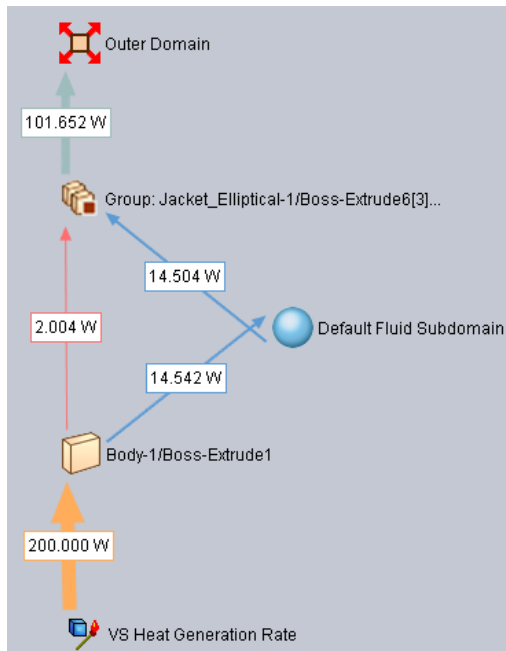 Outer Domain
101.652 W
Group: Jacket_Elliptical-1/Boss-Extrude6[3]...
14.504 W
2.004 W
Default Fluid Subdomain
14.542 W
Body-1/Boss-Extrude1
200.000 W
VS Heat Generation Rate